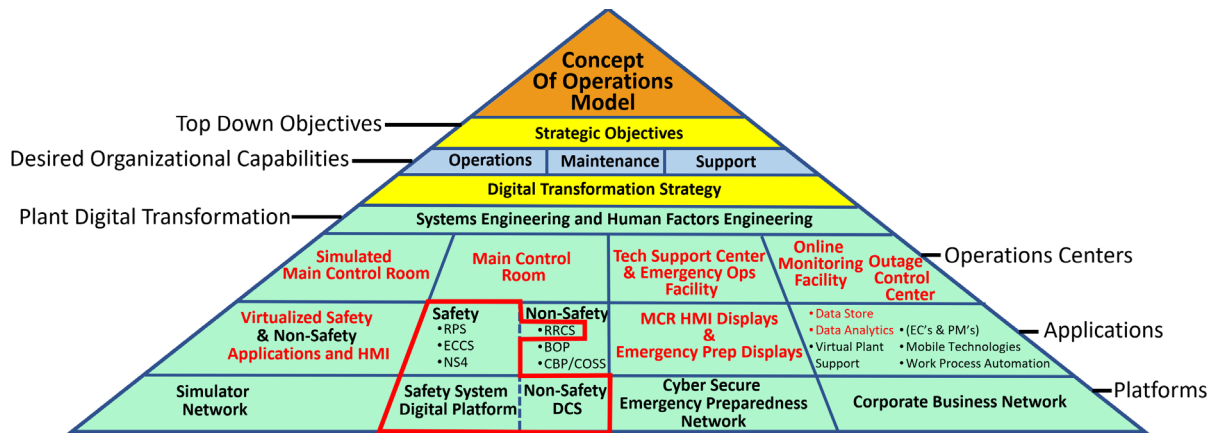 Concept
Of Operations
Model
Top Down Objectives
Strategic Objectives
Desired Organizational Capabilities
Operations
Maintenance
Support
Digital Transformation Strategy
Plant Digital Transformation
Systems Engineering and Human Factors Engineering
Simulated
Main Control Room
Main Control
Room
Tech Support Center
& Emergency Ops
Facility
Online
Monitoring
Facility
Outage
Control
Center
Operations Centers
Virtualized Safety
& Non-Safety
Applications and HMI
Safety
•RPS
•ECCS
•NS4
Non-Safety
•RRCS
•BOP
•CBP/COSS
MCR HMI Displays
&
Emergency Prep Displays
•Data Store
•Data Analytics
•Virtual Plant
Support
•(EC's & PM's)
•Mobile Technologies
•Work Process Automation
Applications
Simulator
Network
Safety System
Digital Platform
Non-Safety
DCS
Cyber Secure
Emergency Preparedness
Network
Corporate Business Network
Platforms